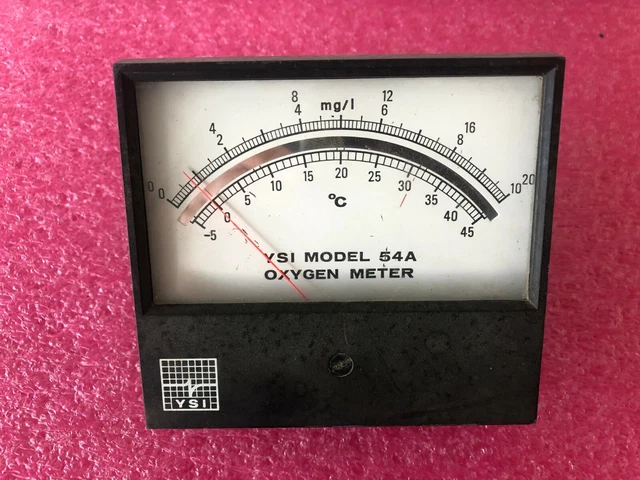 8 mg/l 12
4 6
4 16
2 8
0 0 10 20
-5 0 5 10 15 20 25 30 35 40 45
°C
YSI MODEL 54A
OXYGEN METER
YSI